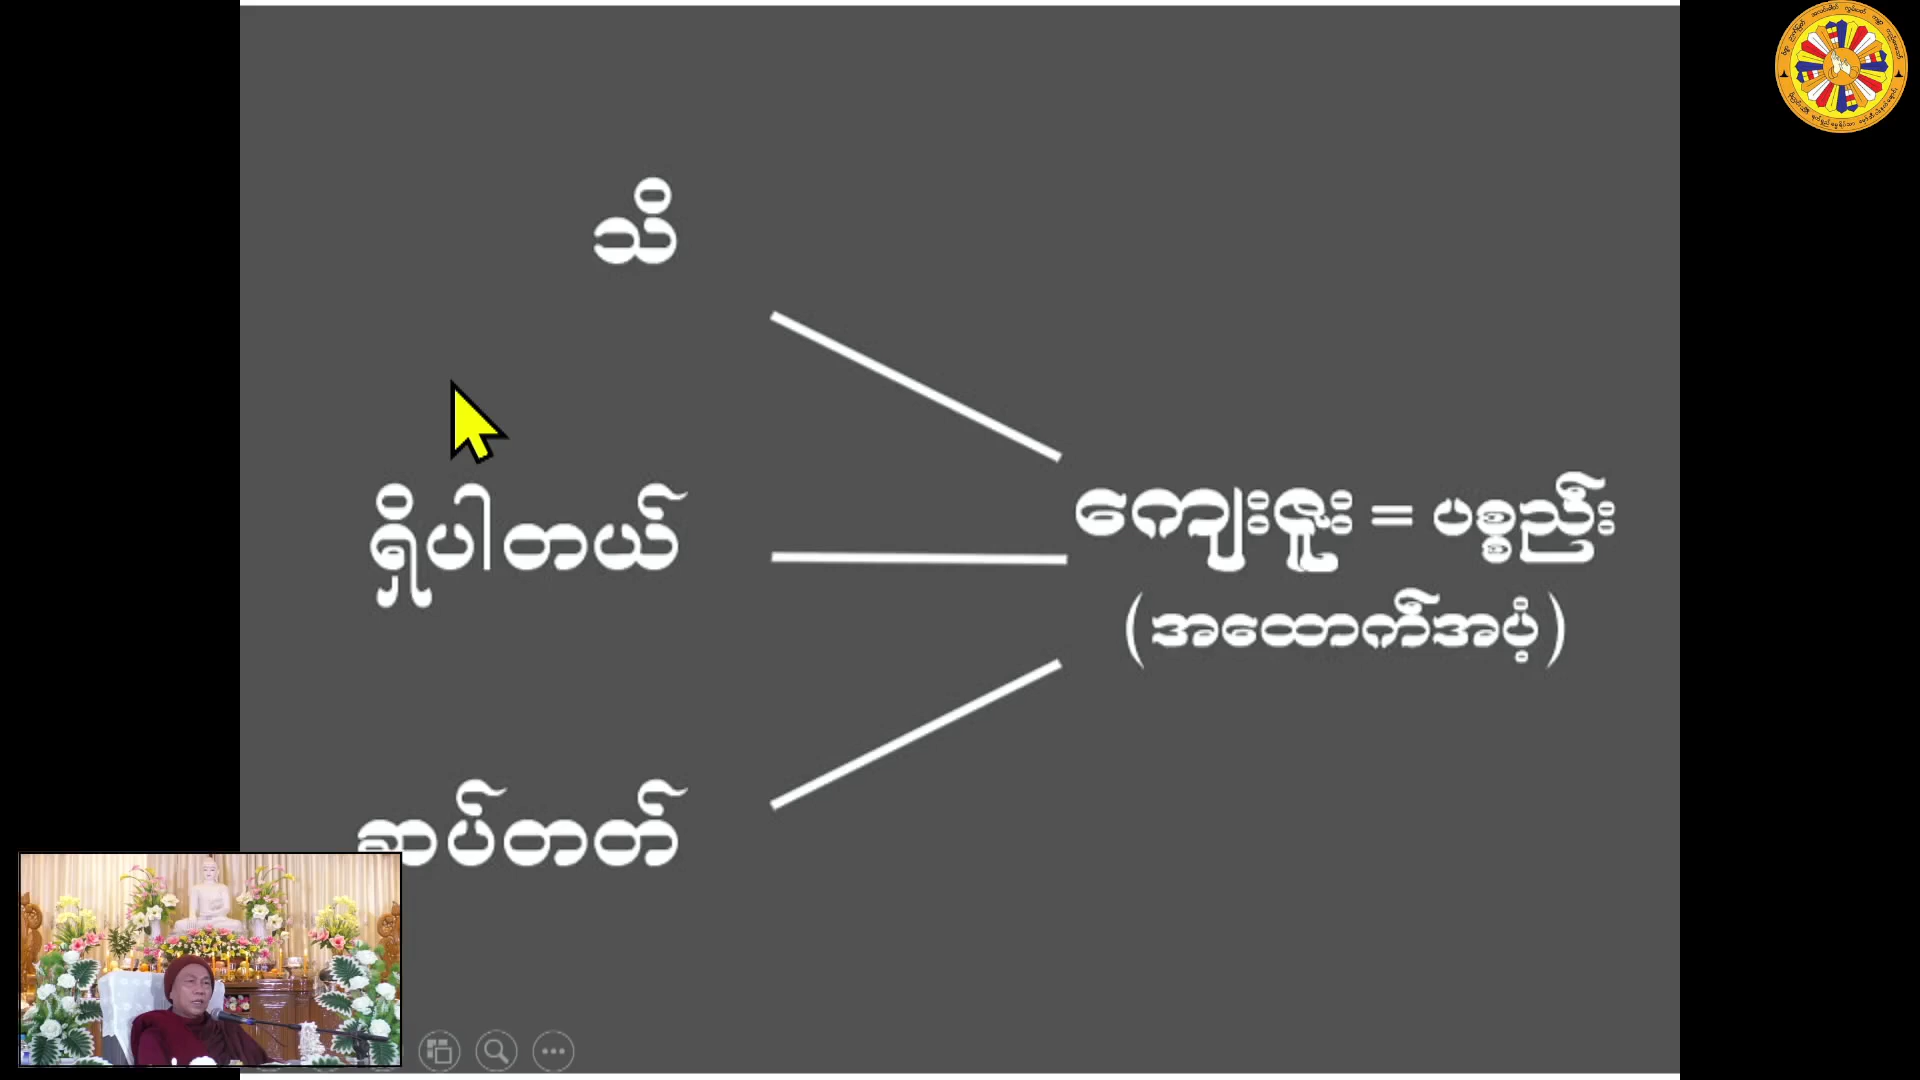 သိ
ရှိပါတယ်
ကျေးဇူး = ပစ္စည်း
(အထောက်အပံ့)
ဆပ်တတ်